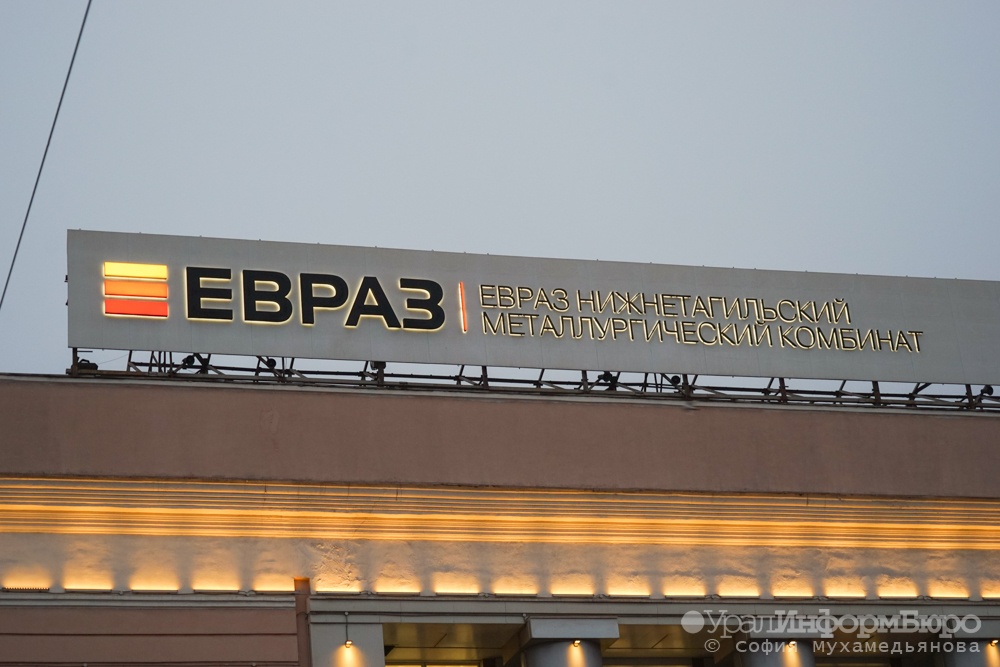 ЕВРАЗ
ЕВРАЗ НИЖНЕТАГИЛЬСКИЙ
МЕТАЛЛУРГИЧЕСКИЙ КОМБИНАТ
УралИнформБюро
© София Мухамедьянова